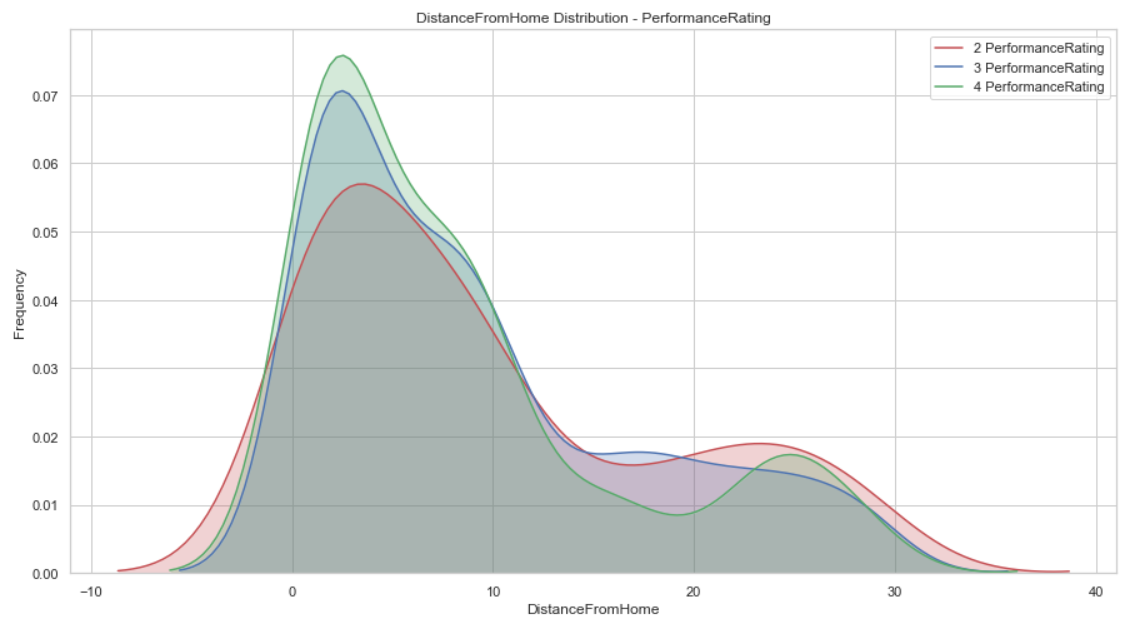 DistanceFromHome Distribution - PerformanceRating
2 PerformanceRating
3 PerformanceRating
4 PerformanceRating
Frequency
0.07
0.06
0.05
0.04
0.03
0.02
0.01
0.00
−10
0
10
20
30
40
DistanceFromHome